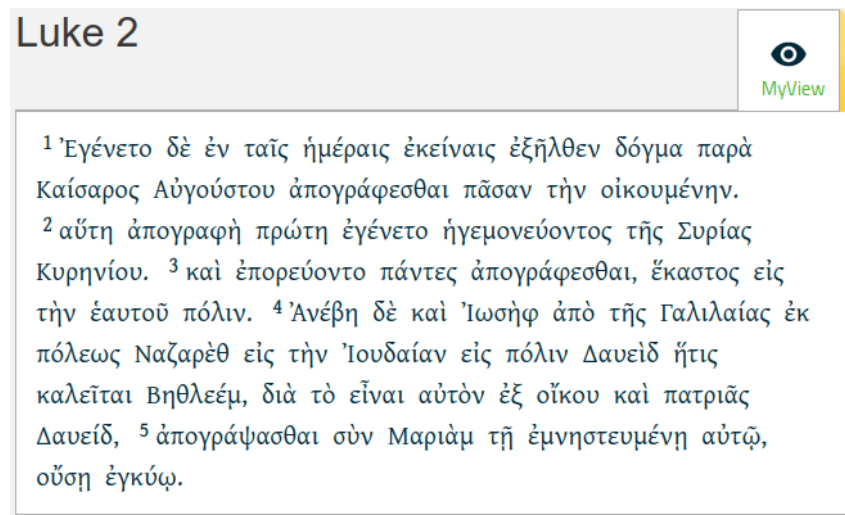 Luke 2
MyView
1 Ἐγένετο δὲ ἐν ταῖς ἡμέραις ἐκείναις ἐξῆλθεν δόγμα παρὰ
Καίσαρος Αὐγούστου ἀπογράφεσθαι πᾶσαν τὴν οἰκουμένην.
2 αὕτη ἀπογραφὴ πρώτη ἐγένετο ἡγεμονεύοντος τῆς Συρίας
Κυρηνίου. 3 καὶ ἐπορεύοντο πάντες ἀπογράφεσθαι, ἕκαστος εἰς
τὴν ἑαυτοῦ πόλιν. 4 Ἀνέβη δὲ καὶ Ἰωσὴφ ἀπὸ τῆς Γαλιλαίας ἐκ
πόλεως Ναζαρὲθ εἰς τὴν Ἰουδαίαν εἰς πόλιν Δαυεὶδ ἥτις
καλεῖται Βηθλεέμ, διὰ τὸ εἶναι αὐτὸν ἐξ οἴκου καὶ πατριᾶς
Δαυείδ, 5 ἀπογράψασθαι σὺν Μαριὰμ τῇ ἐμνηστευμένῃ αὐτῷ,
οὔσῃ ἐγκύῳ.